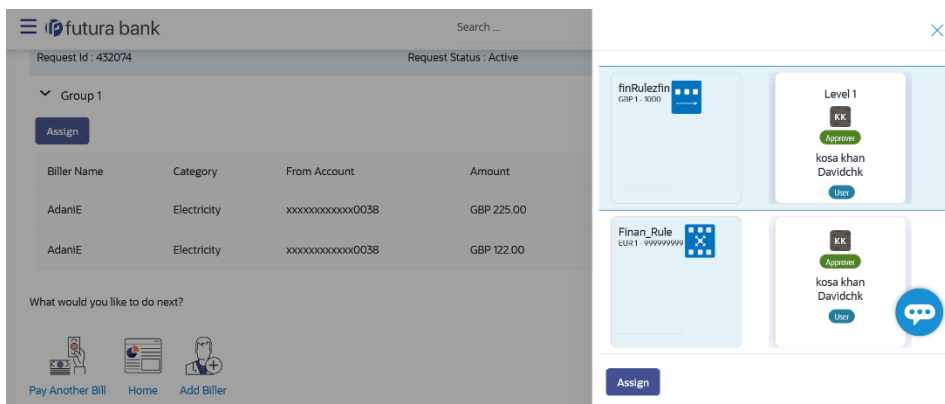 futura bank
Search ...
Request Id : 432074
Request Status : Active
Group 1
Assign
Biller Name Category From Account Amount
AdaniE Electricity xxxxxxxxxxxx0038 GBP 225.00
AdaniE Electricity xxxxxxxxxxxx0038 GBP 122.00
What would you like to do next?
Pay Another Bill Home Add Biller
finRulezfin
GBP 1 - 1000
Level 1
KK
Approver
kosa khan
Davidchk
User
Finan_Rule
EUR 1 - 999999999
KK
Approver
kosa khan
Davidchk
User
Assign